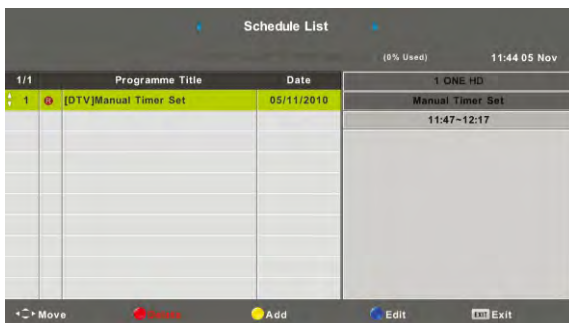 Schedule List
(0% Used) 11:44 05 Nov
1/1 Programme Title Date 1 ONE HD
1 [DTV]Manual Timer Set 05/11/2010 Manual Timer Set
11:47~12:17
Move Add Edit EXIT Exit